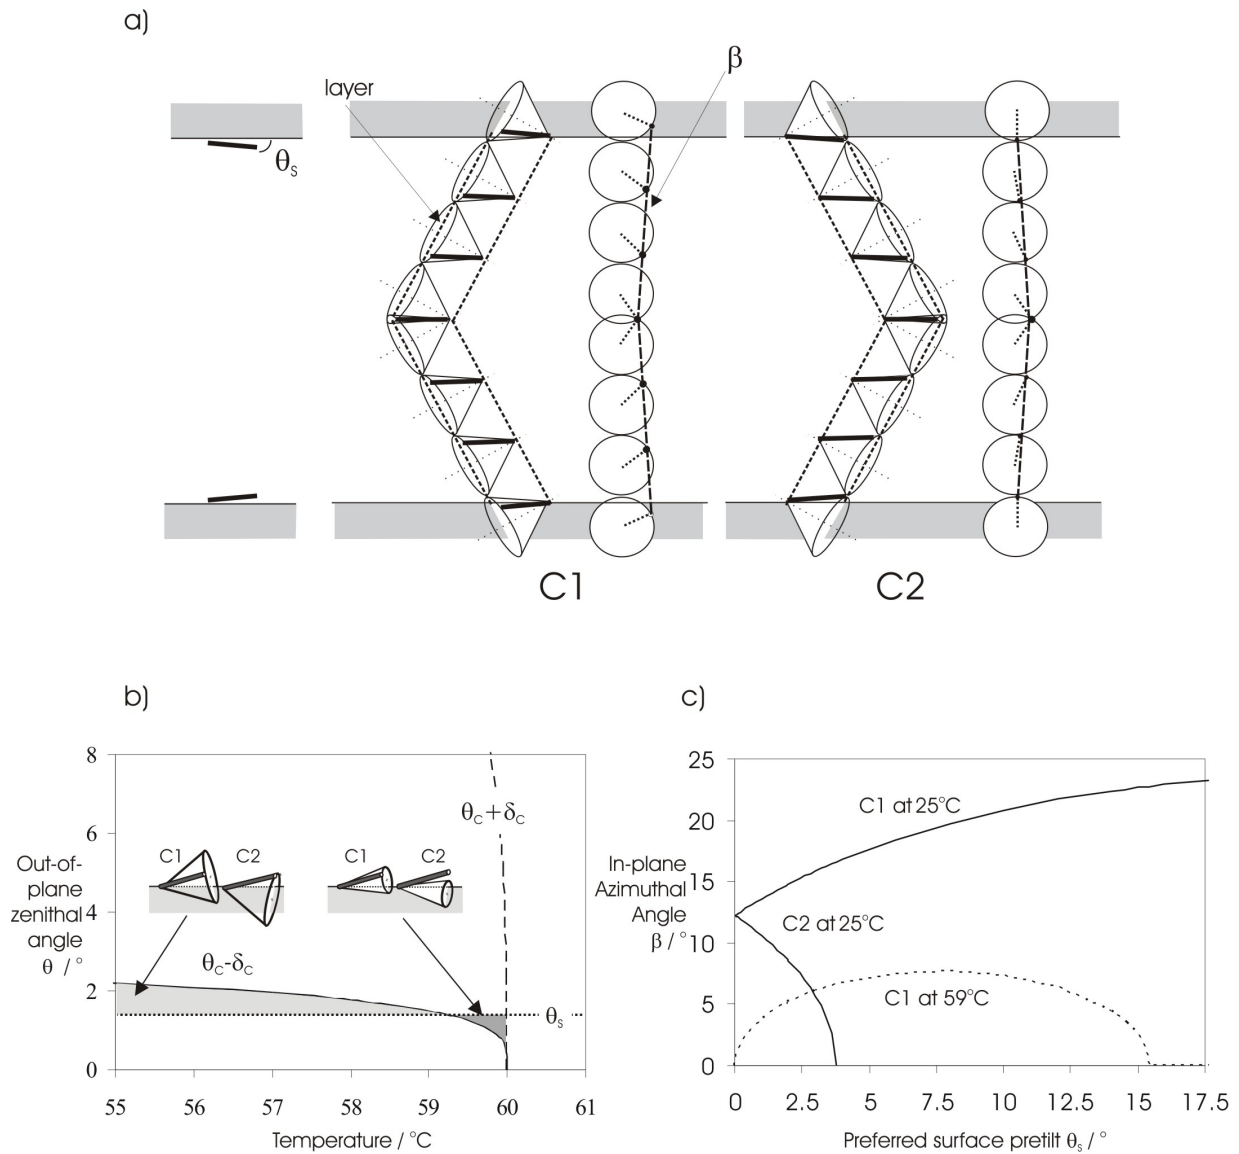 a)
layer
β
θs
C1
C2
b)
8
6
4
2
0
Out-of-
plane
zenithal
angle
θ / °
C1
C2
C1
C2
θC+δC
θC-δC
θs
55
56
57
58
59
60
61
Temperature / °C
c)
25
20
15
10
5
0
In-plane
Azimuthal
Angle
β / °
C1 at 25°C
C2 at 25°C
C1 at 59°C
0
2.5
5
7.5
10
12.5
15
17.5
Preferred surface pretilt θs / °